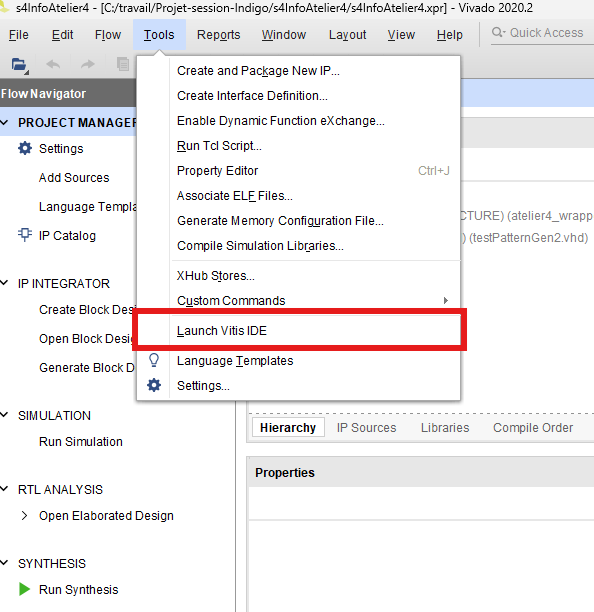 s4InfoAtelier4 - [C:/travail/Projet-session-Indigo/s4InfoAtelier4/s4InfoAtelier4.xpr] - Vivado 2020.2
File Edit Flow Tools Reports Window Layout View Help Quick Access
Flow Navigator
PROJECT MANAGER
Settings
Add Sources
Language Templa
IP Catalog
IP INTEGRATOR
Create Block Desi
Open Block Desig
Generate Block D
SIMULATION
Run Simulation
RTL ANALYSIS
Open Elaborated Design
SYNTHESIS
Run Synthesis
Create and Package New IP...
Create Interface Definition...
Enable Dynamic Function eXchange...
Run Tcl Script...
Property Editor Ctrl+J
Associate ELF Files...
Generate Memory Configuration File...
Compile Simulation Libraries...
XHub Stores...
Custom Commands
Launch Vitis IDE
Language Templates
Settings...
CTURE) (atelier4_wrapp
) (testPatternGen2.vhd)
Hierarchy IP Sources Libraries Compile Order
Properties